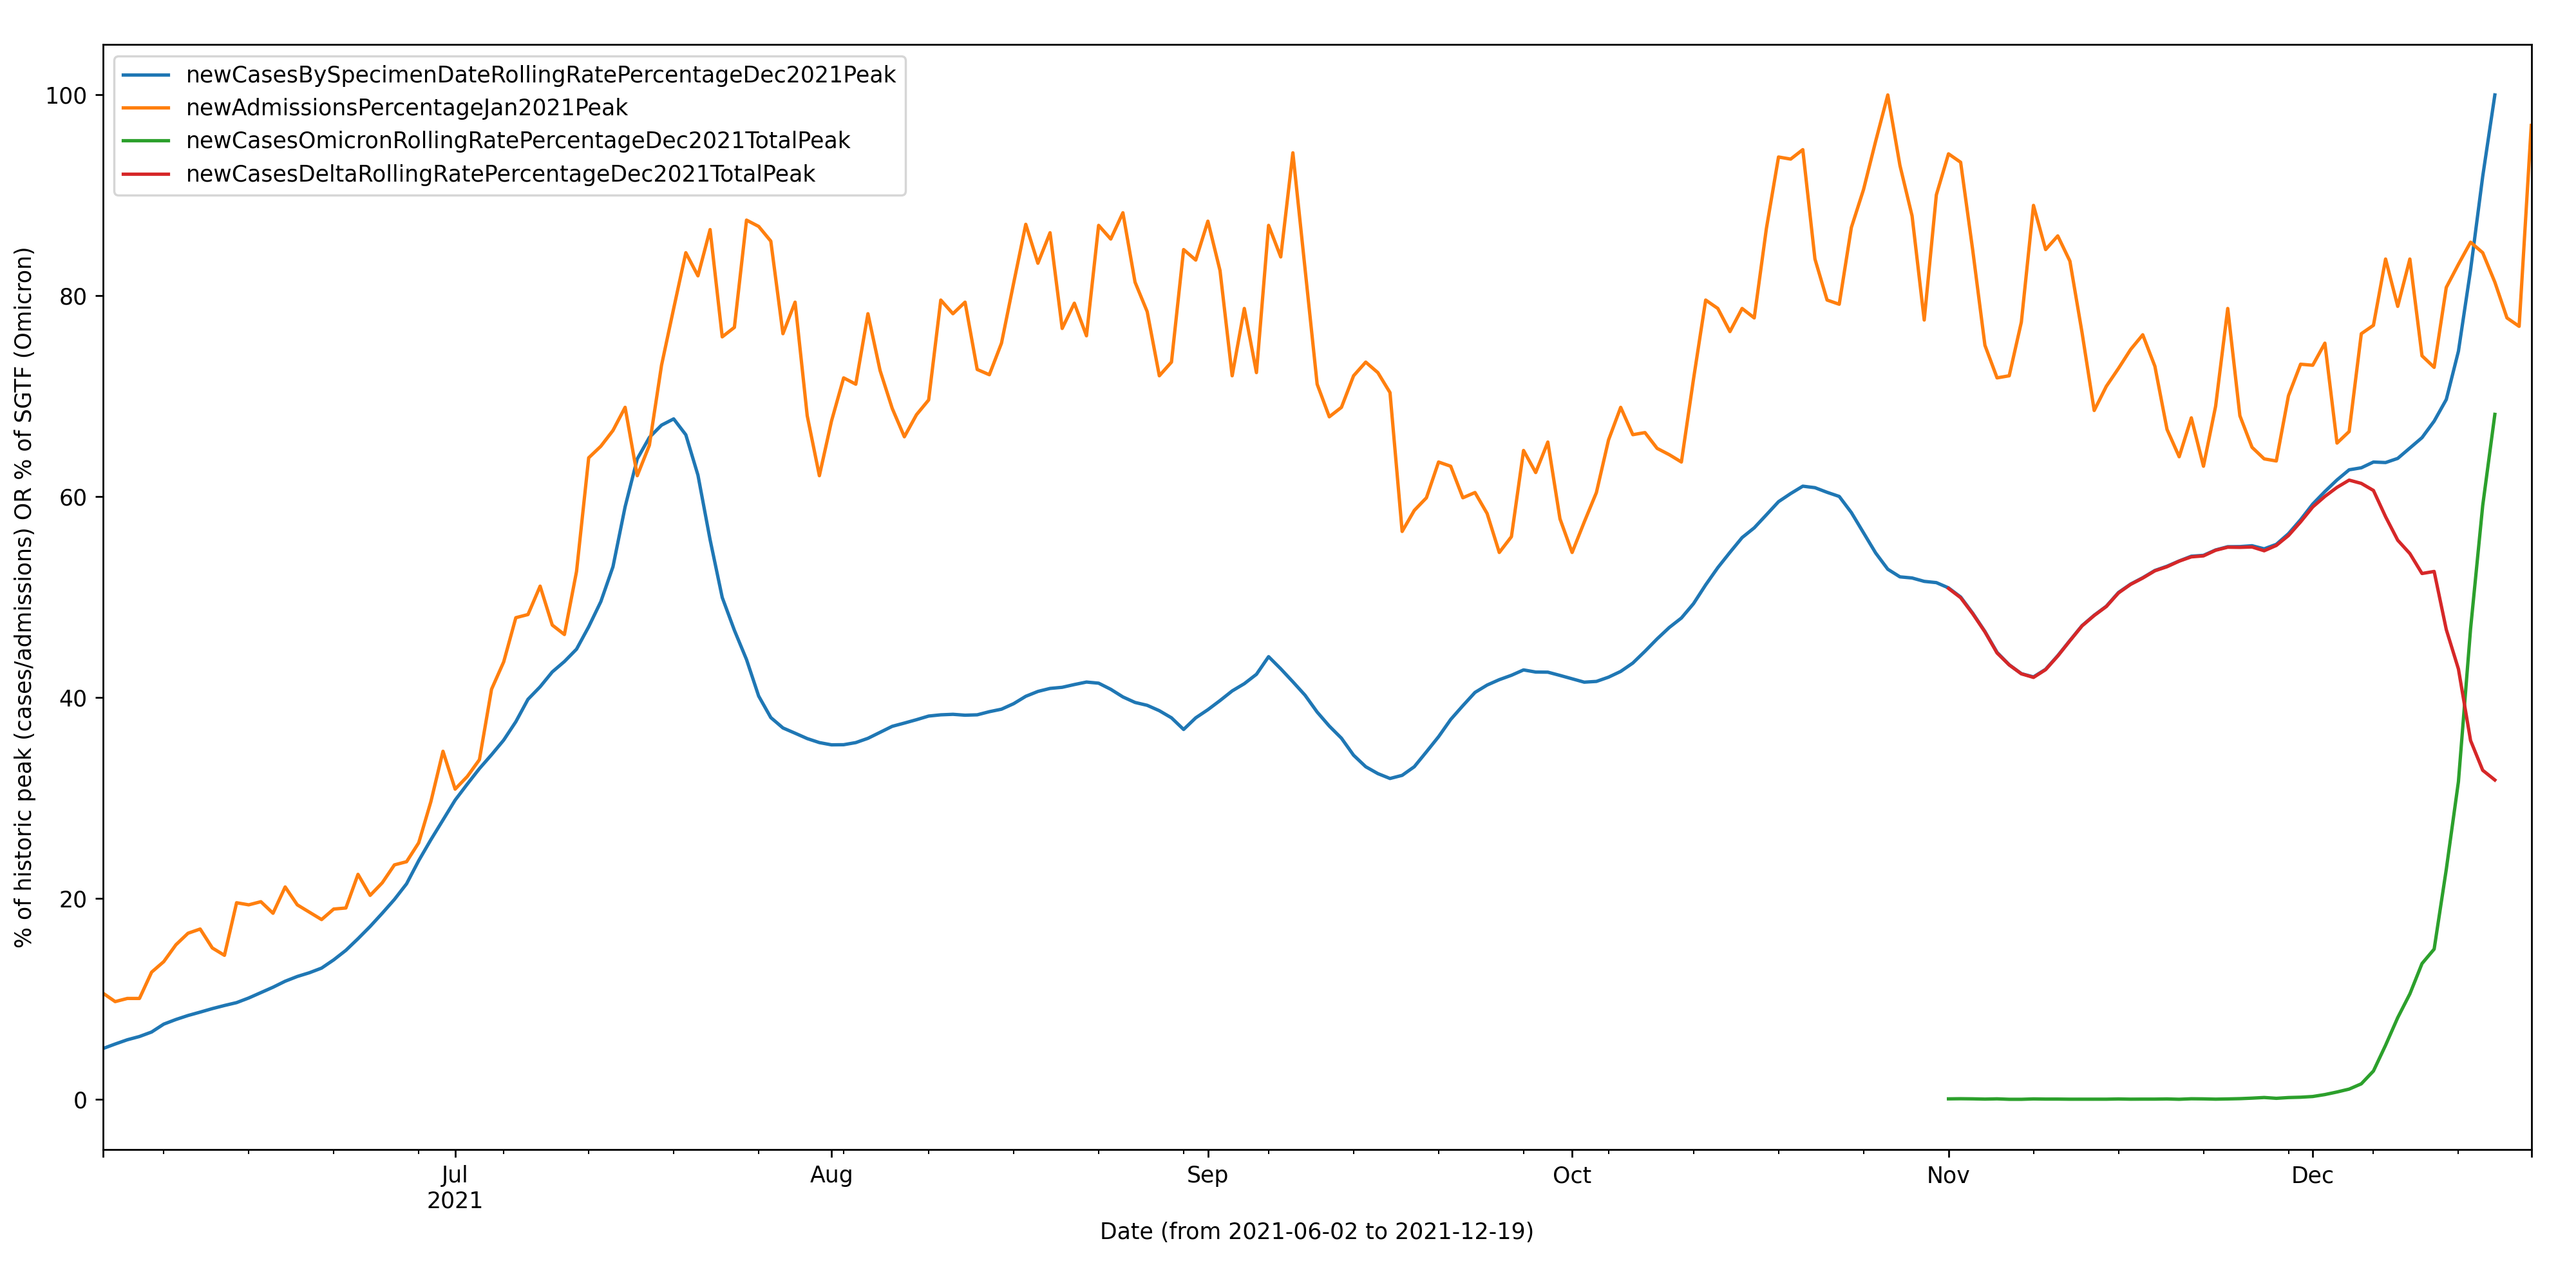 newCasesBySpecimenDateRollingRatePercentageDec2021Peak
newAdmissionsPercentageJan2021Peak
newCasesOmicronRollingRatePercentageDec2021TotalPeak
newCasesDeltaRollingRatePercentageDec2021TotalPeak
% of historic peak (cases/admissions) OR % of SGTF (Omicron)
100
80
60
40
20
0
Jul
2021
Aug
Sep
Oct
Nov
Dec
Date (from 2021-06-02 to 2021-12-19)